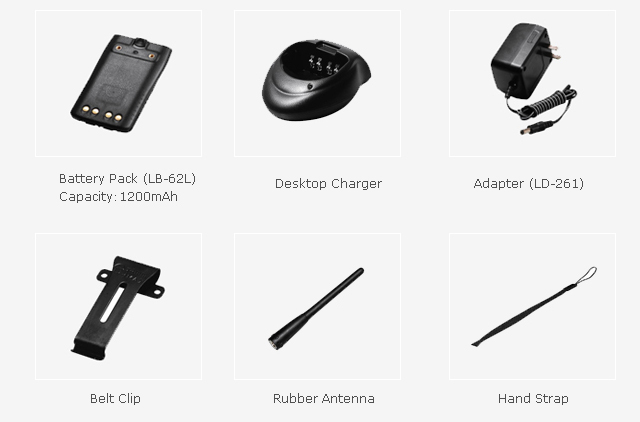 Battery Pack (LB-62L)
Capacity: 1200mAh
Desktop Charger
Adapter (LD-261)
Belt Clip
Rubber Antenna
Hand Strap